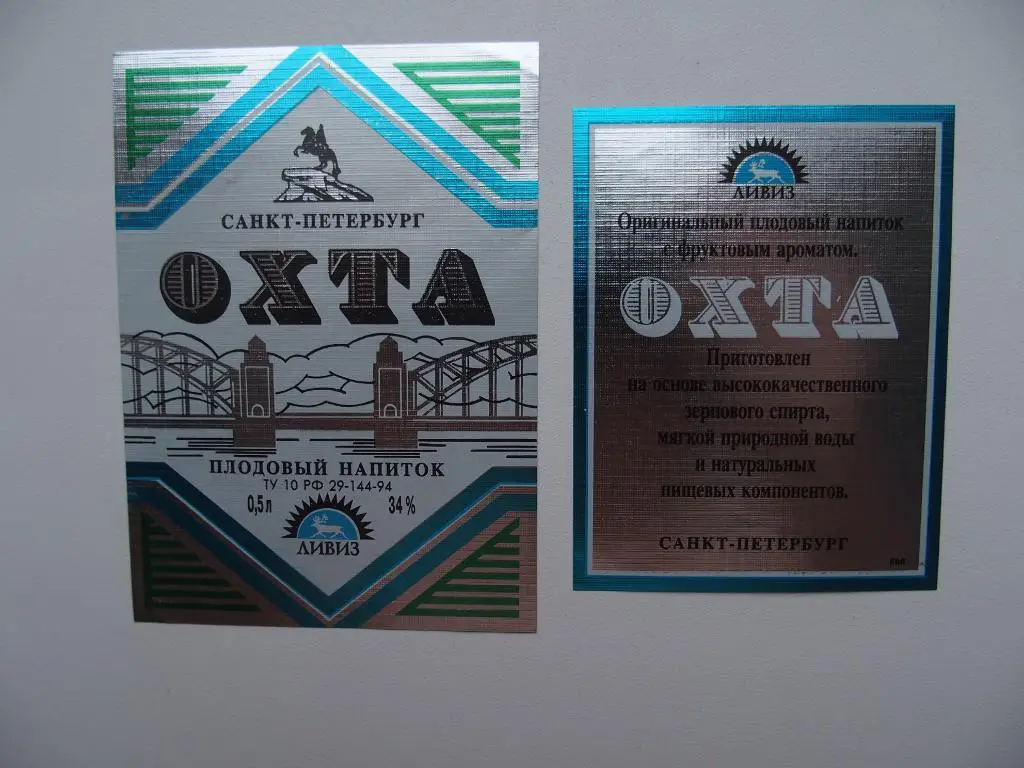 САНКТ-ПЕТЕРБУРГ
ОХТА
ПЛОДОВЫЙ НАПИТОК
ТУ 10 РФ 29-144-94
0,5 л 34 %
ЛИВИЗ
ЛИВИЗ
Оригинальный плодовый напиток
с фруктовым ароматом.
ОХТА
Приготовлен
на основе высококачественного
зернового спирта,
мягкой природной воды
и натуральных
пищевых компонентов.
САНКТ-ПЕТЕРБУРГ